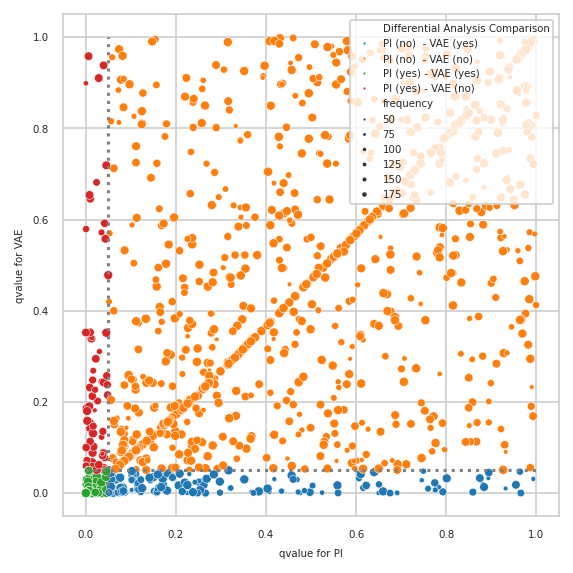 Differential Analysis Comparison
PI (no)  - VAE (yes)
PI (no)  - VAE (no)
PI (yes) - VAE (yes)
PI (yes) - VAE (no)
frequency
50
75
100
125
150
175
1.0
0.8
0.6
0.4
0.2
0.0
qvalue for VAE
0.0 0.2 0.4 0.6 0.8 1.0
qvalue for PI